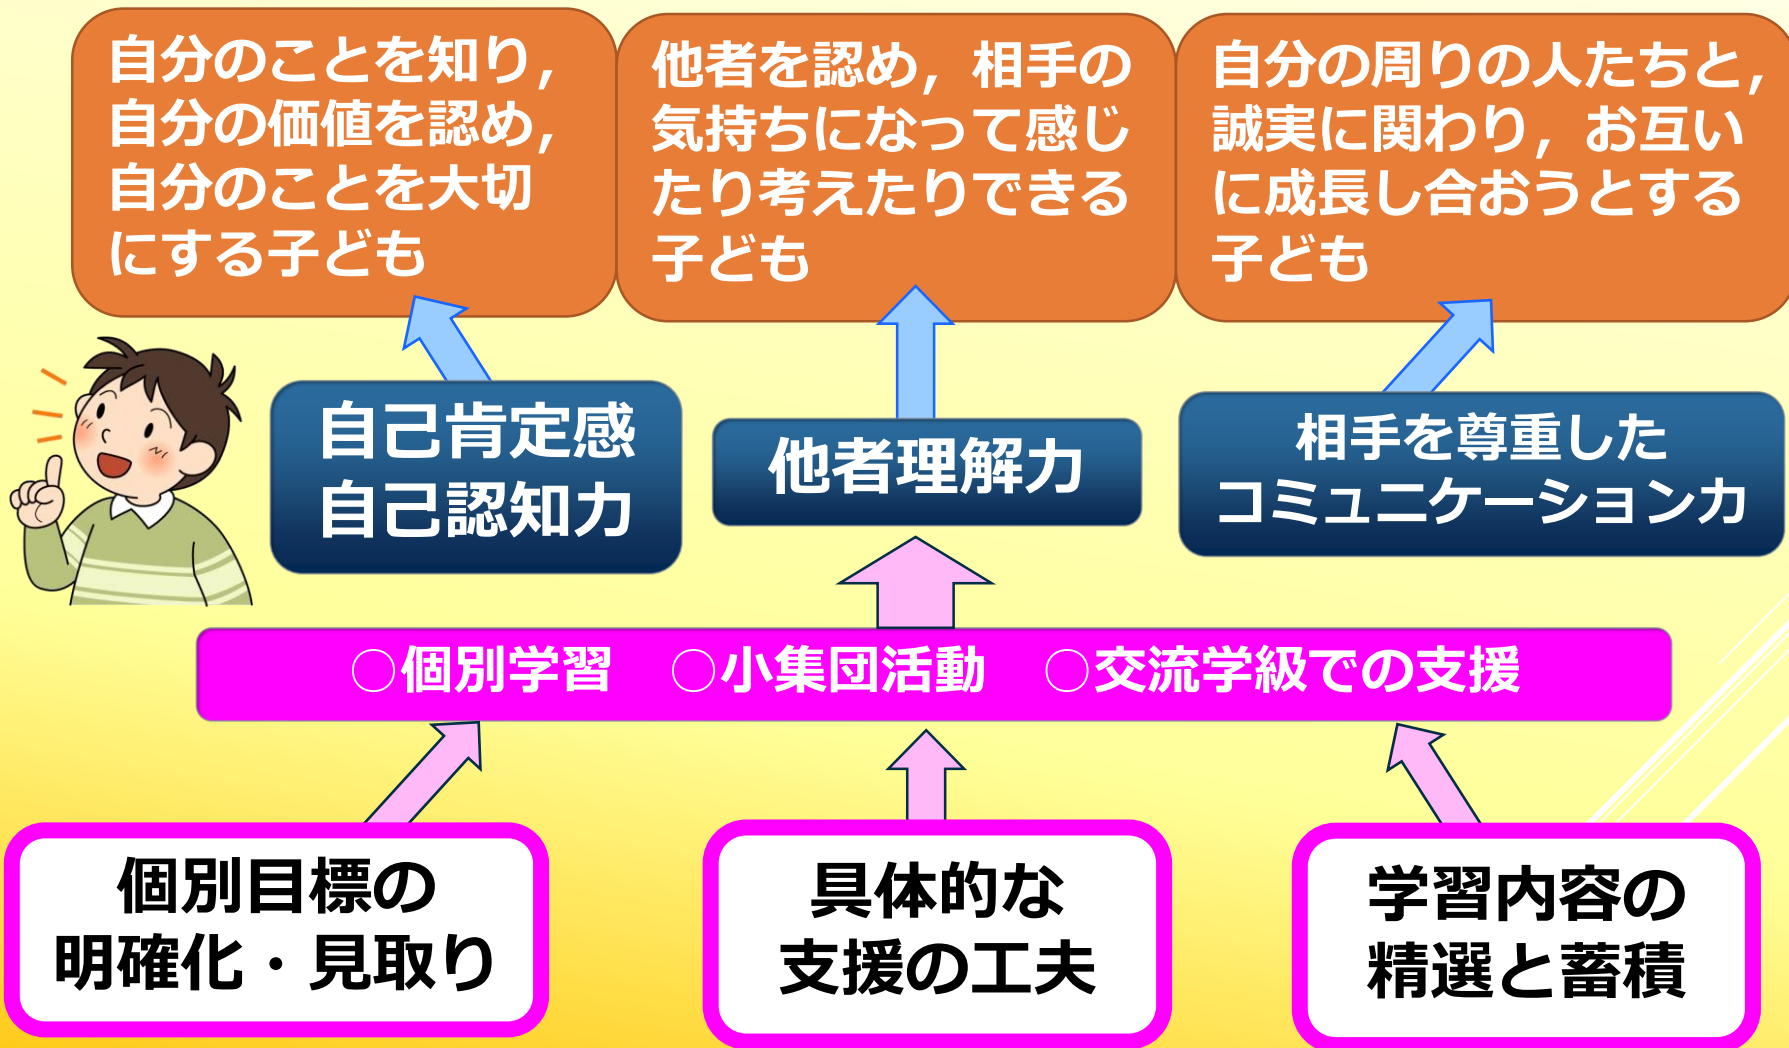 自分のことを知り，
自分の価値を認め，
自分のことを大切
にする子ども
他者を認め，相手の
気持ちになって感じ
たり考えたりできる
子ども
自分の周りの人たちと，
誠実に関わり，お互い
に成長し合おうとする
子ども
自己肯定感
自己認知力
他者理解力
相手を尊重した
コミュニケーション力
○個別学習　○小集団活動　○交流学級での支援
個別目標の
明確化・見取り
具体的な
支援の工夫
学習内容の
精選と蓄積